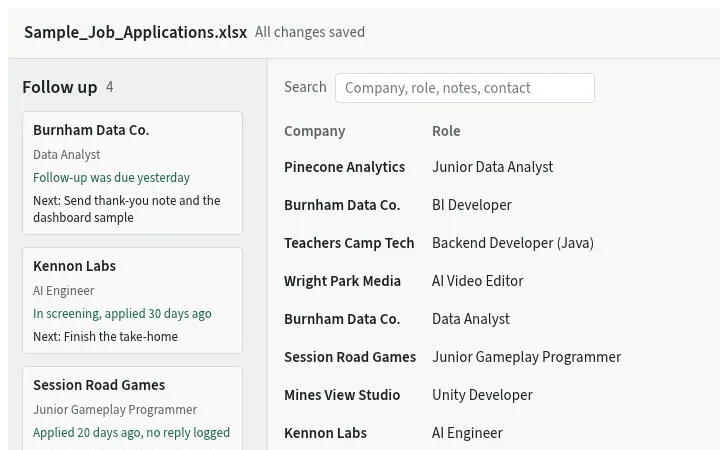 Sample_Job_Applications.xlsx All changes saved
Follow up 4
Burnham Data Co.
Data Analyst
Follow-up was due yesterday
Next: Send thank-you note and the
dashboard sample
Kennon Labs
AI Engineer
In screening, applied 30 days ago
Next: Finish the take-home
Session Road Games
Junior Gameplay Programmer
Applied 20 days ago, no reply logged
Search Company, role, notes, contact
Company Role
Pinecone Analytics Junior Data Analyst
Burnham Data Co. BI Developer
Teachers Camp Tech Backend Developer (Java)
Wright Park Media AI Video Editor
Burnham Data Co. Data Analyst
Session Road Games Junior Gameplay Programmer
Mines View Studio Unity Developer
Kennon Labs AI Engineer